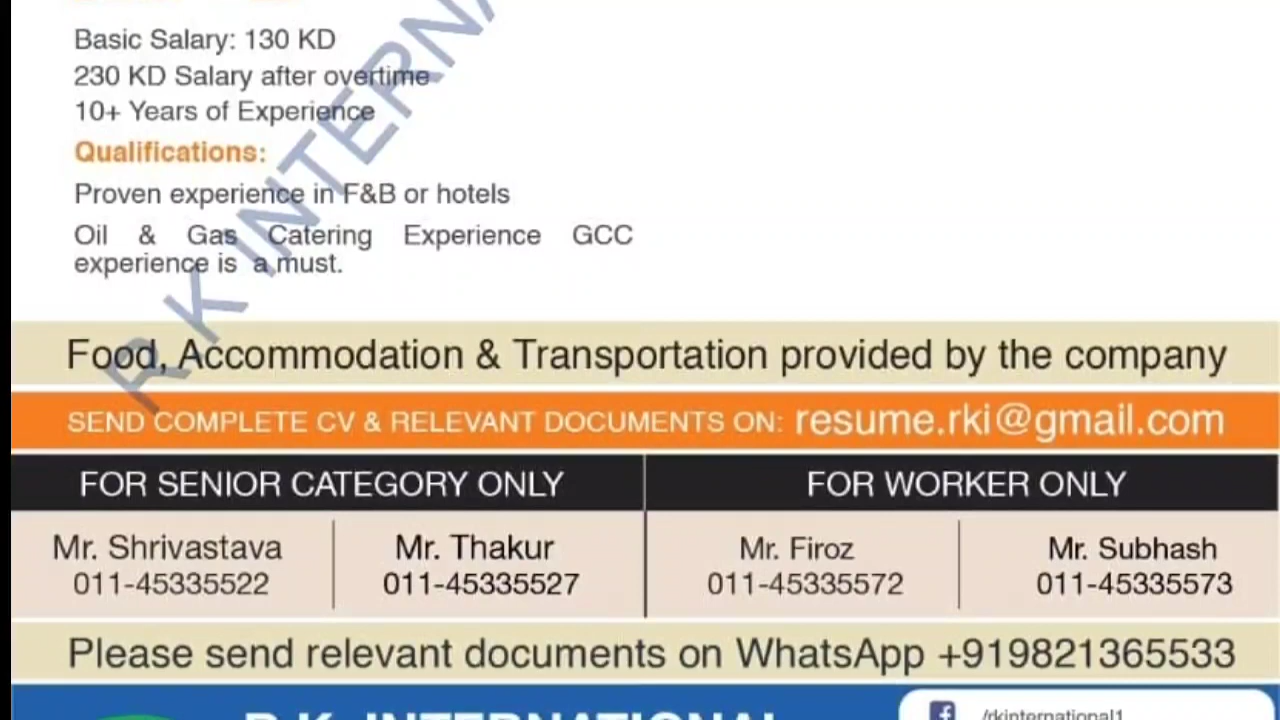 Basic Salary: 130 KD
230 KD Salary after overtime
10+ Years of Experience
Qualifications:
Proven experience in F&B or hotels
Oil & Gas Catering Experience GCC
experience is a must.
R K INTERNA
Food, Accommodation & Transportation provided by the company
SEND COMPLETE CV & RELEVANT DOCUMENTS ON: resume.rki@gmail.com
FOR SENIOR CATEGORY ONLY
FOR WORKER ONLY
Mr. Shrivastava
011-45335522
Mr. Thakur
011-45335527
Mr. Firoz
011-45335572
Mr. Subhash
011-45335573
Please send relevant documents on WhatsApp +919821365533
R.K. INTERNATIONAL
/rkinternational1